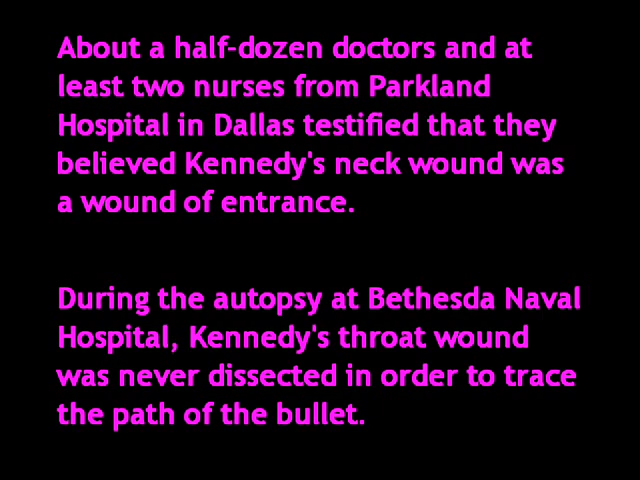 About a half-dozen doctors and at
least two nurses from Parkland
Hospital in Dallas testified that they
believed Kennedy's neck wound was
a wound of entrance.
During the autopsy at Bethesda Naval
Hospital, Kennedy's throat wound
was never dissected in order to trace
the path of the bullet.